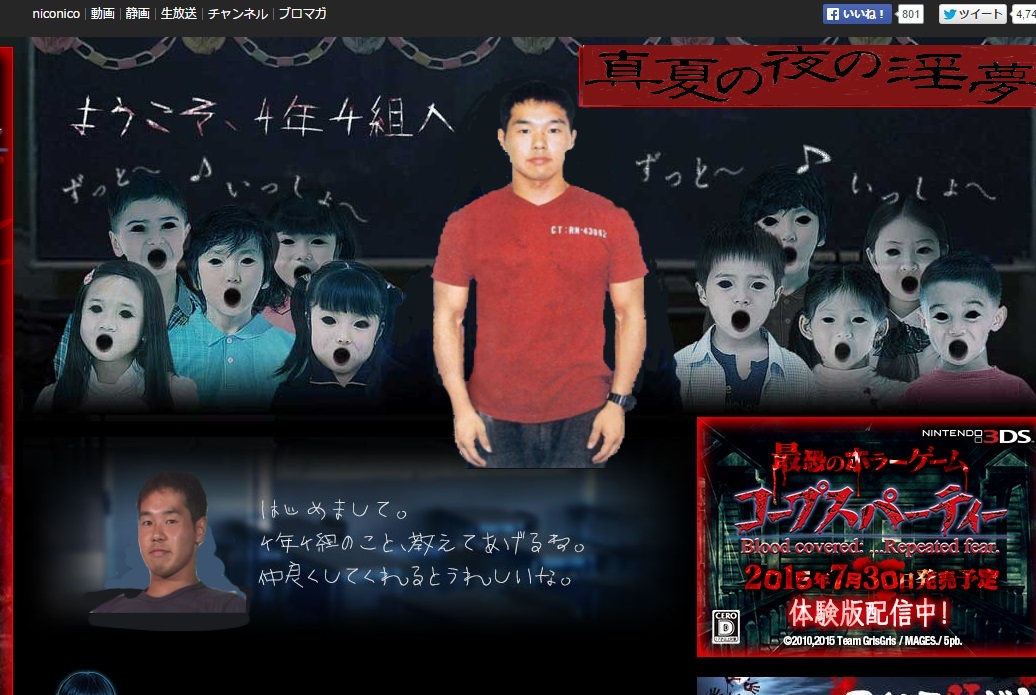 niconico 動画 静画 生放送 チャンネル ブロマガ
いいね！ 801 ツイート 4,74
真夏の夜の淫夢
ようこそ、4年4組へ
ずっと〜♪いっしょ〜
ずっと〜♪いっしょへ
CT:RN-43002
はじめまして。
4年4組のこと、教えてあげるね。
仲良くしてくれるとうれしいな。
NINTENDO 3DS
最恐のホラーゲーム
コープスパーティー
Blood covered: ...Repeated fear.
2015年7月30日発売予定
体験版配信中!
CERO
D
©2010,2015 Team GrisGris / MAGES./ 5pb.